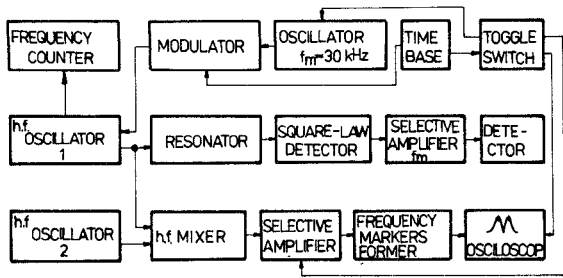 FREQUENCY
COUNTER
MODULATOR
OSCILLATOR
fm=30 kHz
TIME
BASE
TOGGLE
SWITCH
h.f.
OSCILLATOR
1
RESONATOR
SQUARE-LAW
DETECTOR
SELECTIVE
AMPLIFIER
fm
DETE-
CTOR
h.f.
OSCILLATOR
2
h.f. MIXER
SELECTIVE
AMPLIFIER
FREQUENCY
MARKERS
FORMER
OSCILOSCOP